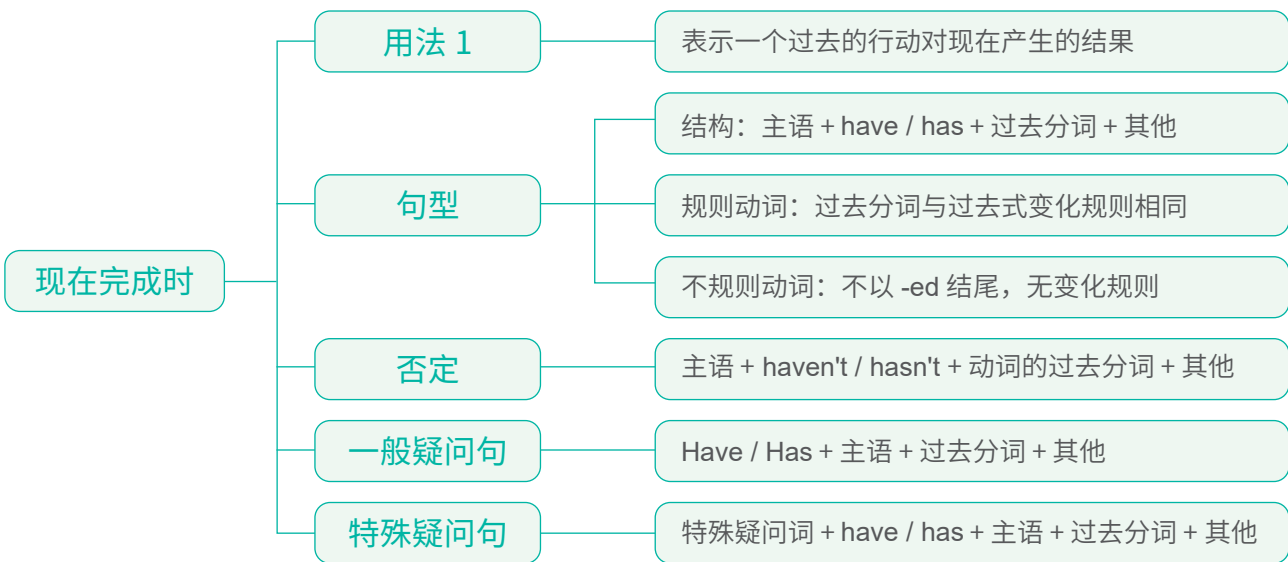 现在完成时
用法 1
表示一个过去的行动对现在产生的结果
句型
结构：主语 + have / has + 过去分词 + 其他
规则动词：过去分词与过去式变化规则相同
不规则动词：不以 -ed 结尾，无变化规则
否定
主语 + haven't / hasn't + 动词的过去分词 + 其他
一般疑问句
Have / Has + 主语 + 过去分词 + 其他
特殊疑问句
特殊疑问词 + have / has + 主语 + 过去分词 + 其他